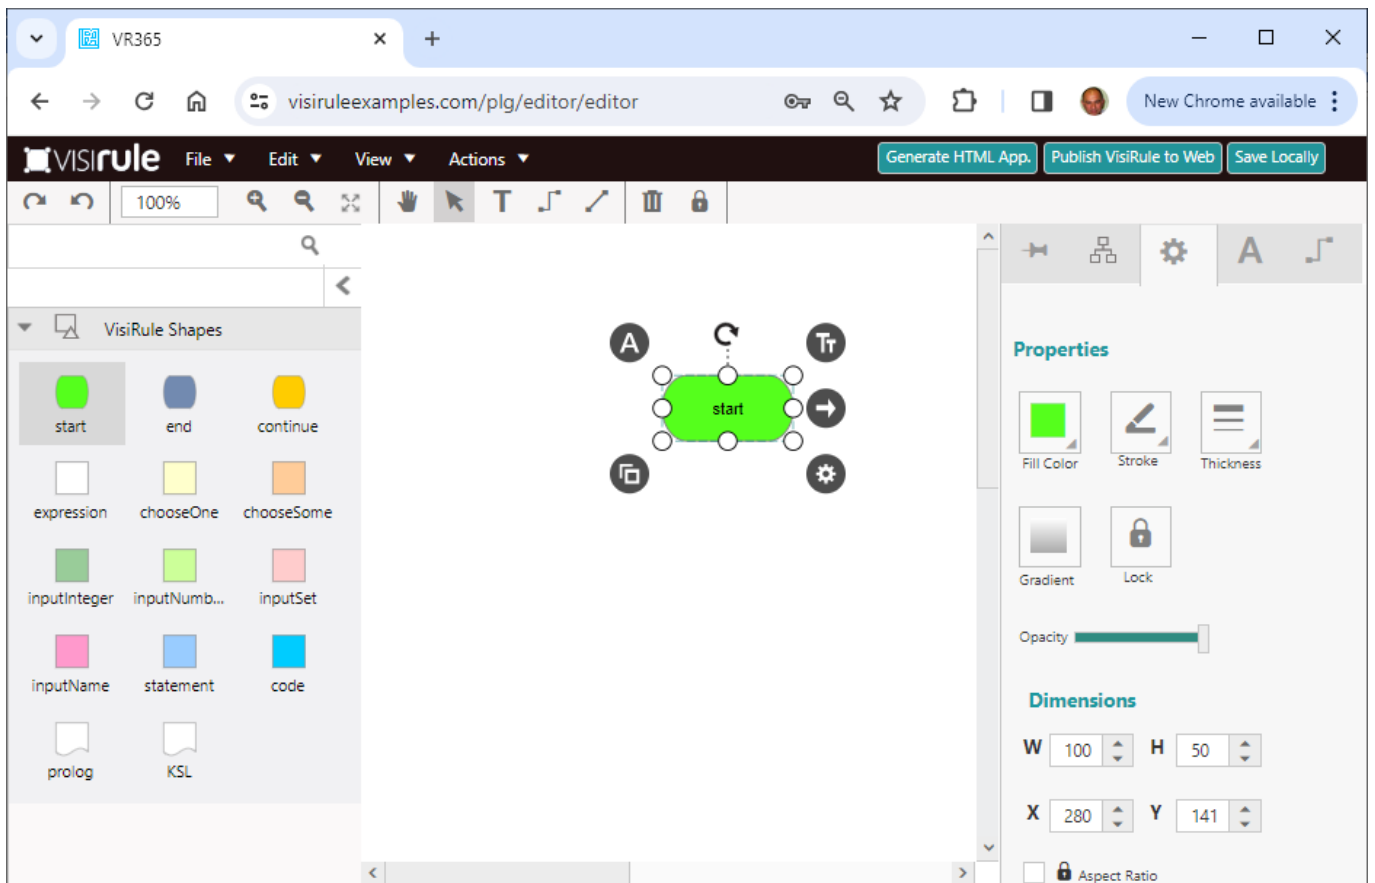 VR365
visiruleexamples.com/plg/editor/editor
New Chrome available
VISIrule File Edit View Actions Generate HTML App. Publish VisiRule to Web Save Locally
100% T
A
VisiRule Shapes
A TT
start
start end continue
expression chooseOne chooseSome
inputInteger inputNumb... inputSet
inputName statement code
prolog KSL
Properties
Fill Color Stroke Thickness
Gradient Lock
Opacity
Dimensions
W 100 H 50
X 280 Y 141
Aspect Ratio